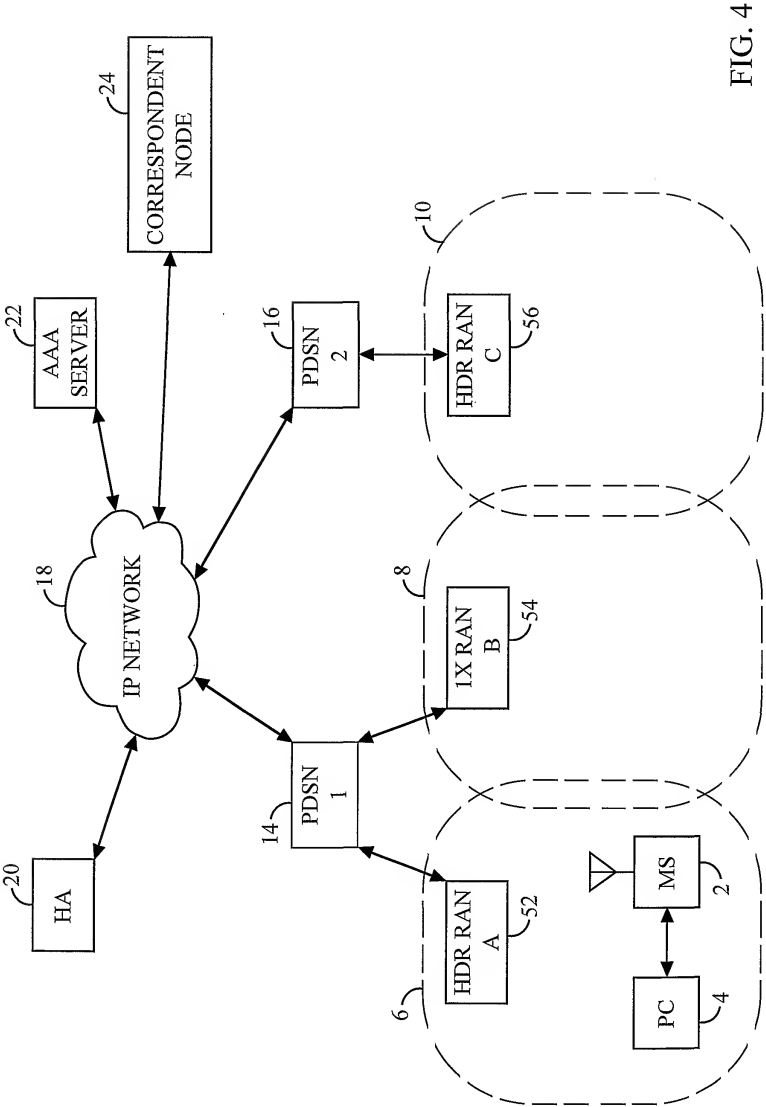 24
CORRESPONDENT
NODE
22
AAA
SERVER
18
IP NETWORK
20
HA
16
PDSN
2
14
PDSN
1
10
HDR RAN
C
56
8
1X RAN
B
54
6
HDR RAN
A
52
MS
2
PC
4
FIG. 4